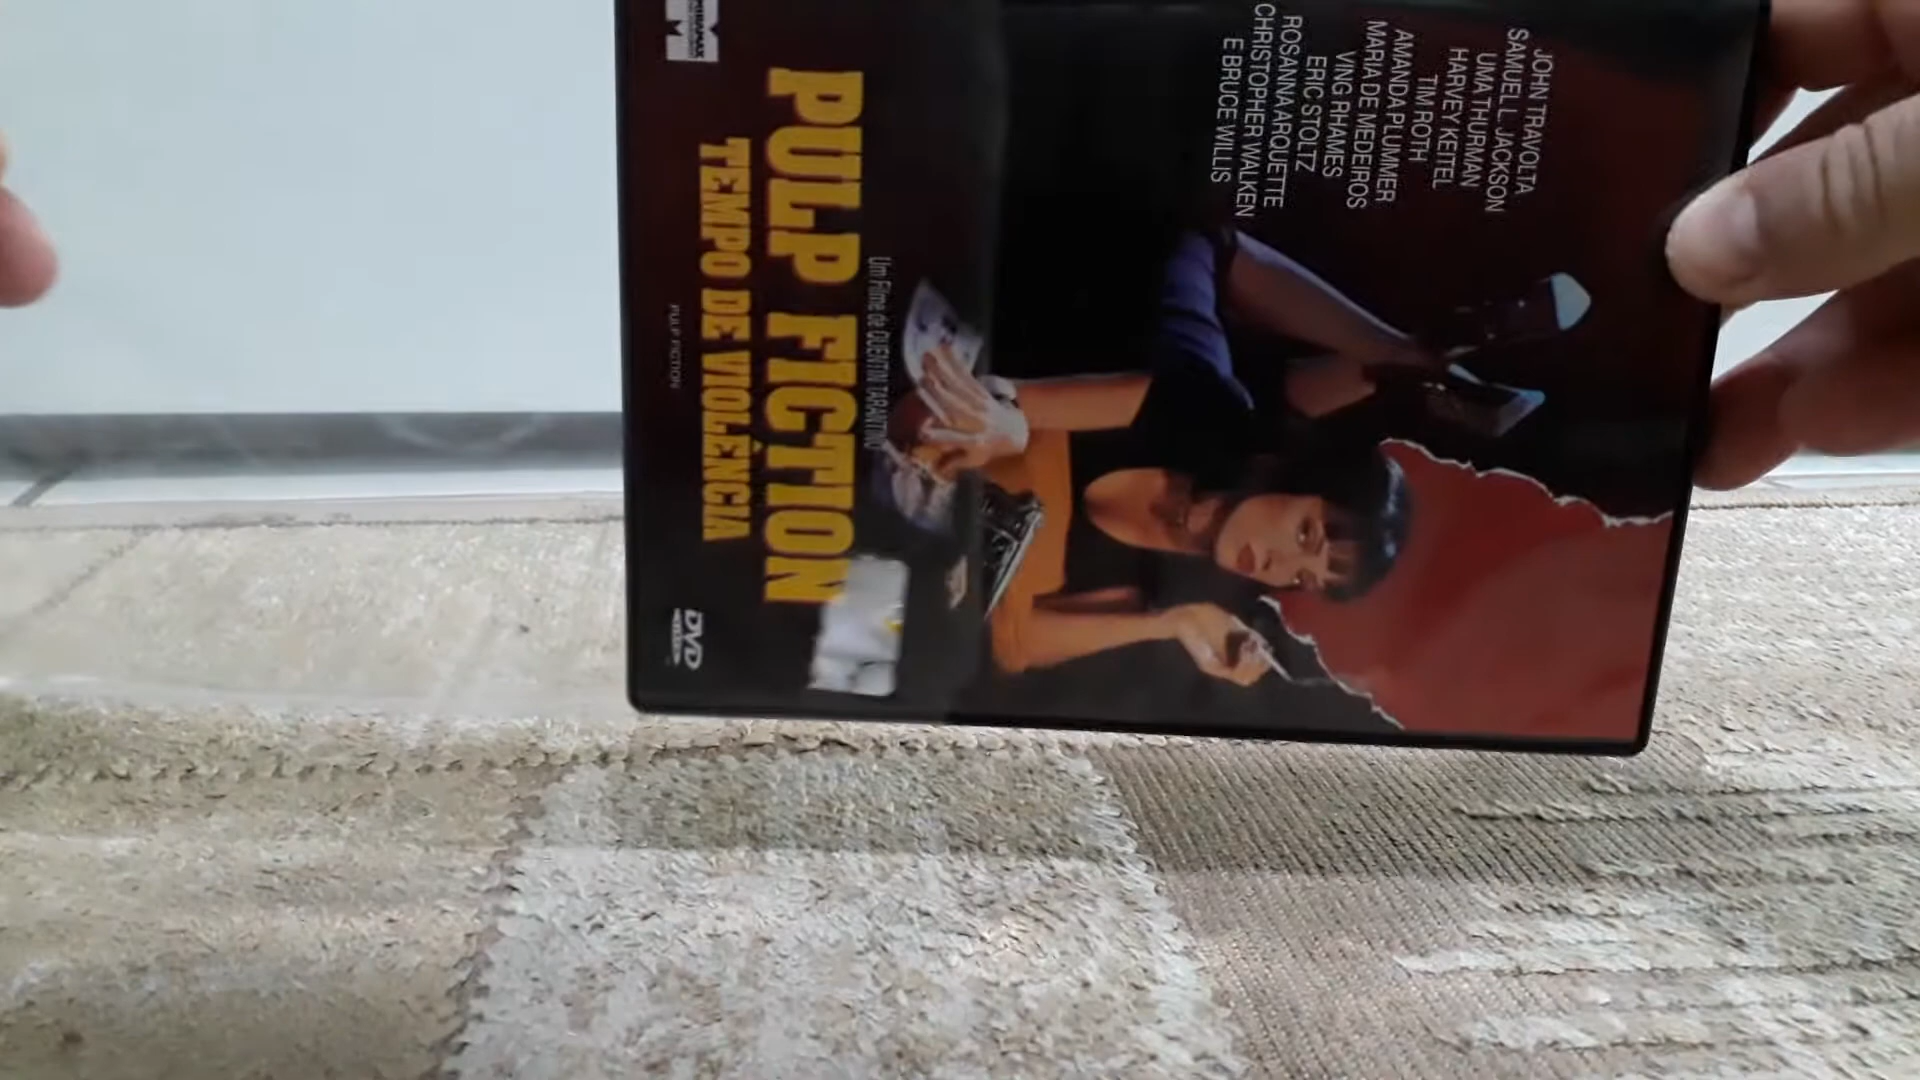 JOHN TRAVOLTA
SAMUEL L. JACKSON
UMA THURMAN
HARVEY KEITEL
TIM ROTH
AMANDA PLUMMER
MARIA DE MEDEIROS
VING RHAMES
ERIC STOLTZ
ROSANNA ARQUETTE
CHRISTOPHER WALKEN
E BRUCE WILLIS
Um Filme de QUENTIN TARANTINO
PULP FICTION
TEMPO DE VIOLÊNCIA
PULP FICTION
MIRAMAX
DVD